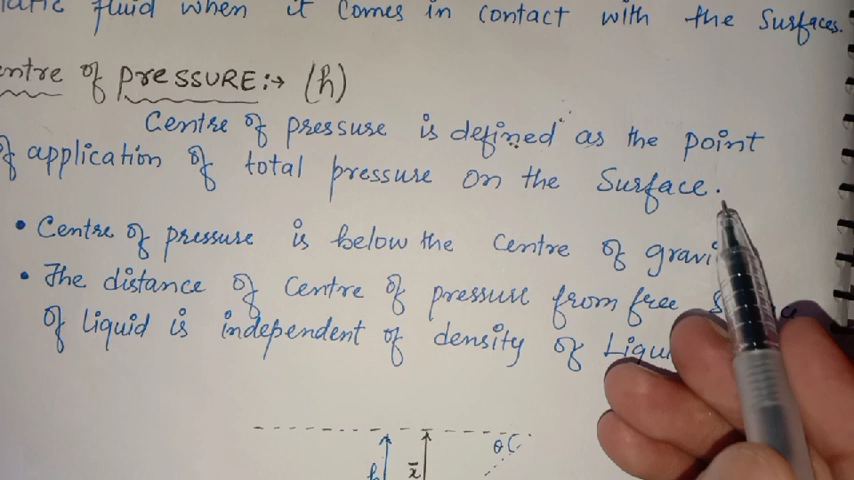 fluid when it comes in contact with the surfaces.
of pressure:→ (h)
Centre of pressure is defined as the point
of application of total pressure on the surface.
• Centre of pressure is below the centre of
• The distance of centre of pressure from free
of liquid is independent of density of
θ
h x̄